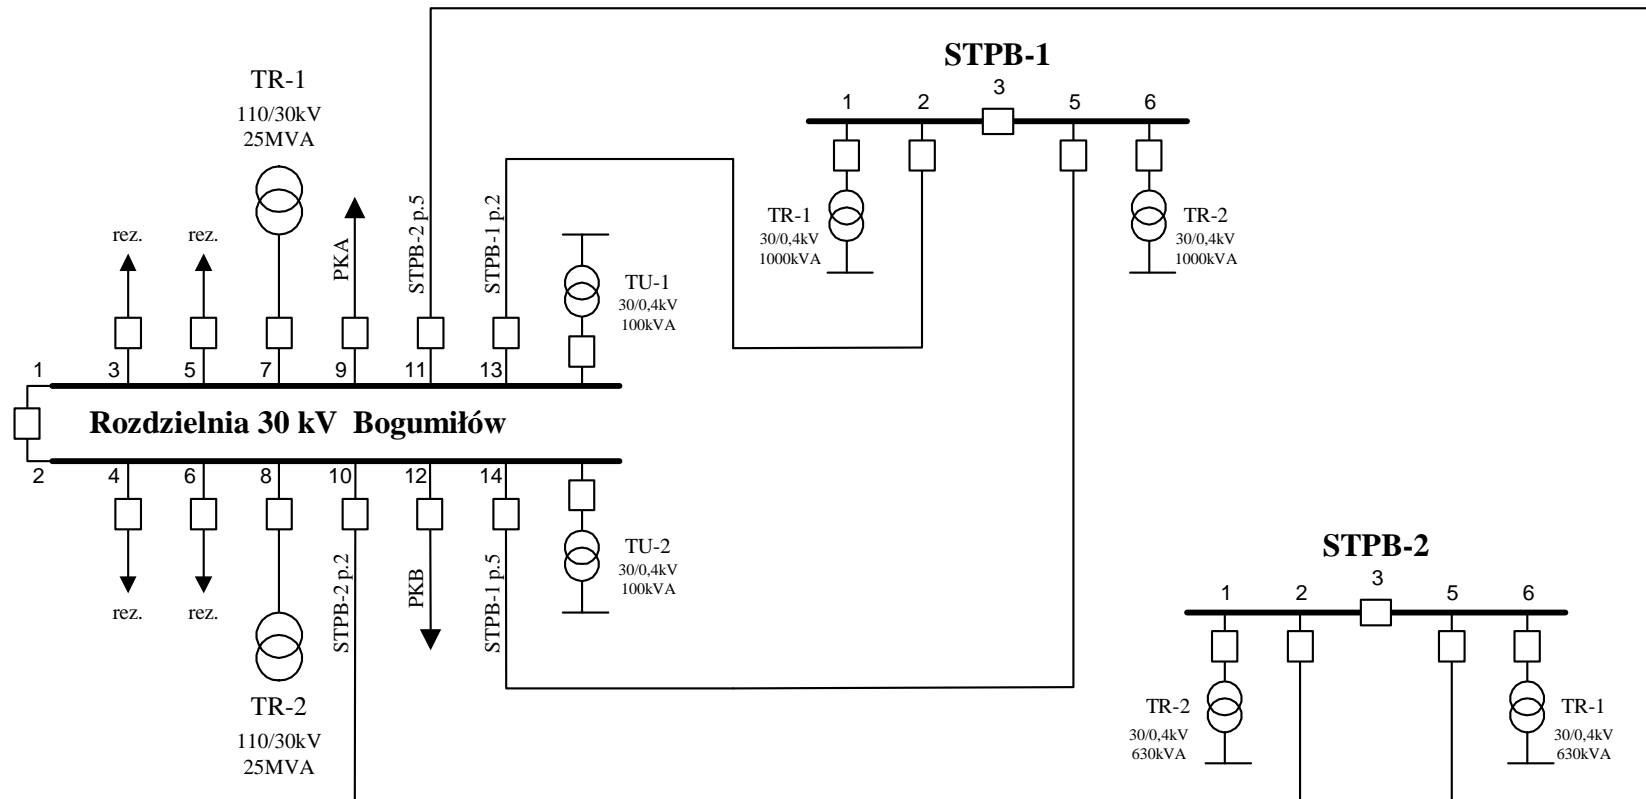 STPB-1
3
1
2
5
6
TR-1
110/30kV
25MVA
TR-1
30/0,4kV
1000kVA
TR-2
30/0,4kV
1000kVA
rez.
rez.
PKA
STPB-2 p.5
STPB-1 p.2
TU-1
30/0,4kV
100kVA
1
3
5
7
9
11
13
Rozdzielnia 30 kV Bogumiłów
2
4
6
8
10
12
14
rez.
rez.
STPB-2 p.2
PKB
STPB-1 p.5
TU-2
30/0,4kV
100kVA
TR-2
110/30kV
25MVA
STPB-2
3
1
2
5
6
TR-2
30/0,4kV
630kVA
TR-1
30/0,4kV
630kVA